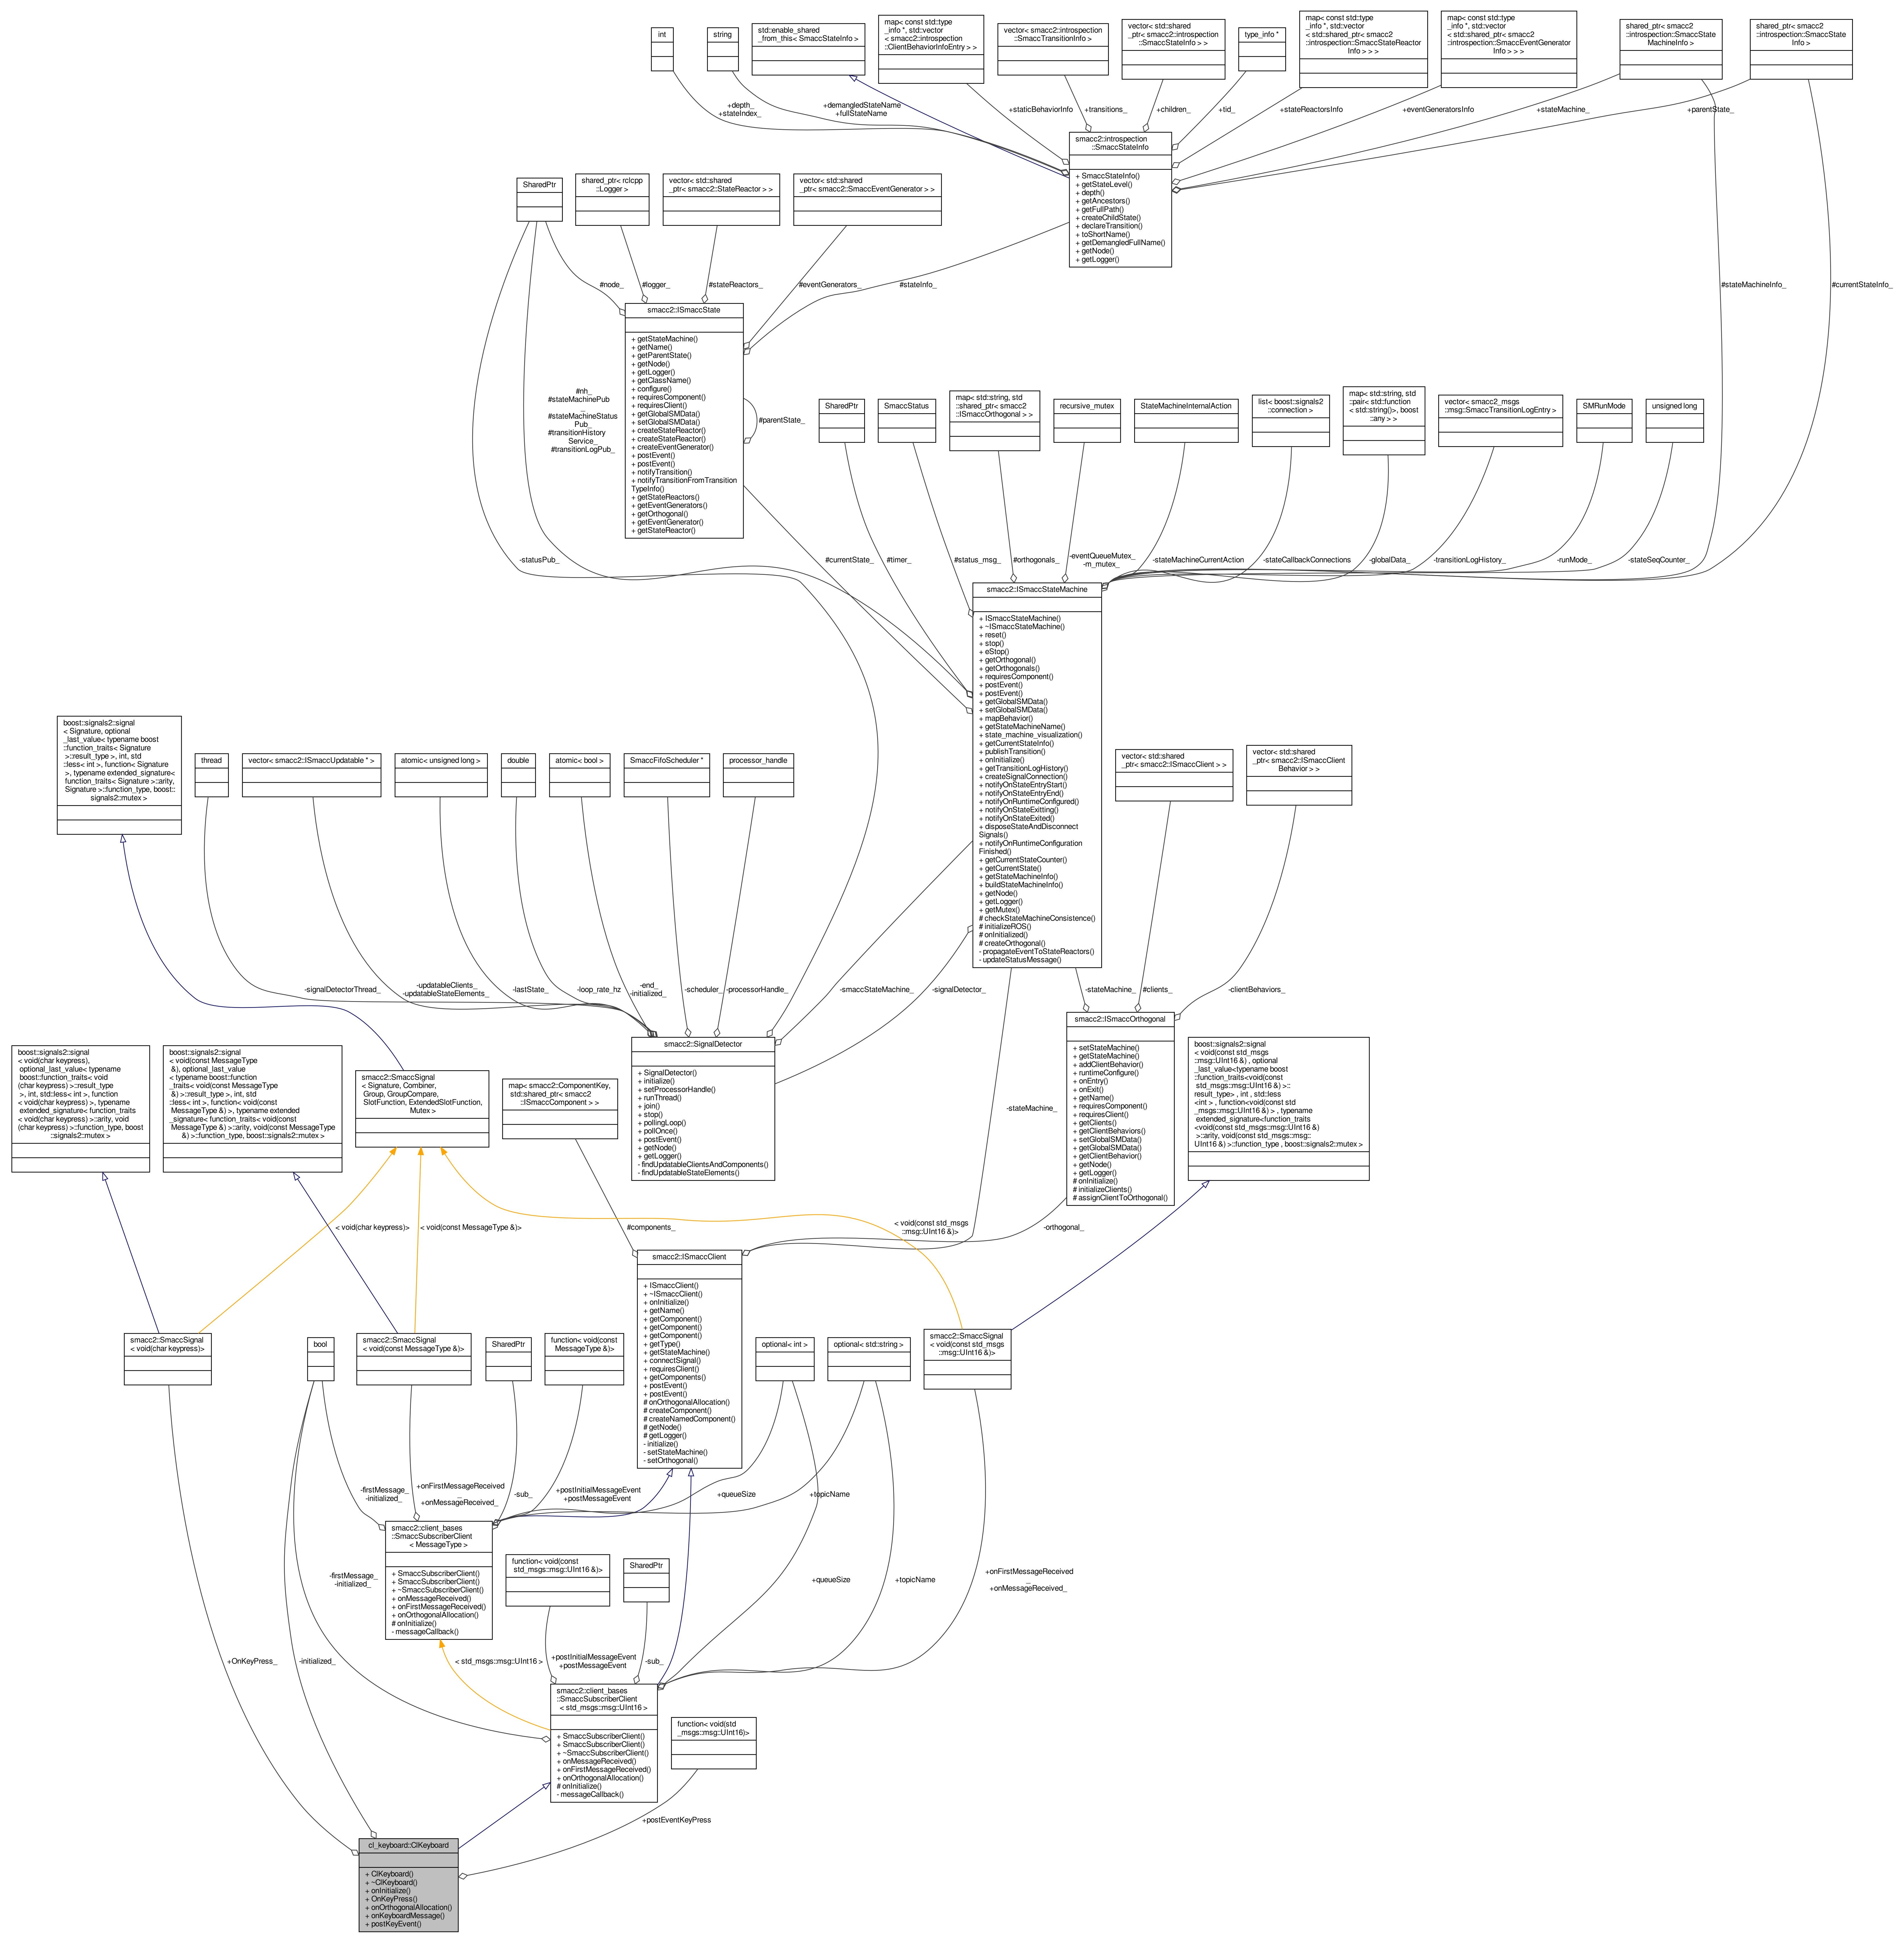 int
string
std::enable_shared
_from_this< SmaccStateInfo >
map< const std::type
_info *, std::vector
< smacc2::introspection
::ClientBehaviorInfoEntry > >
vector< smacc2::introspection
::SmaccTransitionInfo >
vector< std::shared
_ptr< smacc2::introspection
::SmaccStateInfo > >
type_info *
map< const std::type
_info *, std::vector
< std::shared_ptr< smacc2
::introspection::SmaccStateReactor
Info > > >
map< const std::type
_info *, std::vector
< std::shared_ptr< smacc2
::introspection::SmaccEventGenerator
Info > > >
shared_ptr< smacc2
::introspection::SmaccState
MachineInfo >
shared_ptr< smacc2
::introspection::SmaccState
Info >
+depth_
+stateIndex_
+demangledStateName
+fullStateName
+staticBehaviorInfo
+transitions_
+children_
+tid_
+stateReactorsInfo
+eventGeneratorsInfo
+stateMachine_
+parentState_
smacc2::introspection
::SmaccStateInfo
+ SmaccStateInfo()
+ getStateLevel()
+ depth()
+ getAncestors()
+ getFullPath()
+ createChildState()
+ declareTransition()
+ toShortName()
+ getDemangledFullName()
+ getNode()
+ getLogger()
SharedPtr
shared_ptr< rclcpp
::Logger >
vector< std::shared
_ptr< smacc2::StateReactor > >
vector< std::shared
_ptr< smacc2::SmaccEventGenerator > >
#node_
#logger_
#stateReactors_
#eventGenerators_
#stateInfo_
#stateMachineInfo_
#currentStateInfo_
smacc2::ISmaccState
+ getStateMachine()
+ getName()
+ getParentState()
+ getNode()
+ getLogger()
+ getClassName()
+ configure()
+ requiresComponent()
+ requiresClient()
+ getGlobalSMData()
+ setGlobalSMData()
+ createStateReactor()
+ createStateReactor()
+ createEventGenerator()
+ postEvent()
+ postEvent()
+ notifyTransition()
+ notifyTransitionFromTransition
TypeInfo()
+ getStateReactors()
+ getEventGenerators()
+ getOrthogonal()
+ getEventGenerator()
+ getStateReactor()
#parentState_
#nh_
#stateMachinePub
_
#stateMachineStatus
Pub_
#transitionHistory
Service_
#transitionLogPub_
SharedPtr
SmaccStatus
map< std::string, std
::shared_ptr< smacc2
::ISmaccOrthogonal > >
recursive_mutex
StateMachineInternalAction
list< boost::signals2
::connection >
map< std::string, std
::pair< std::function
< std::string()>, boost
::any > >
vector< smacc2_msgs
::msg::SmaccTransitionLogEntry >
SMRunMode
unsigned long
-statusPub_
#currentState_
#timer_
#status_msg_
#orthogonals_
-eventQueueMutex_
-m_mutex_
-stateMachineCurrentAction
-stateCallbackConnections
-globalData_
-transitionLogHistory_
-runMode_
-stateSeqCounter_
smacc2::ISmaccStateMachine
+ ISmaccStateMachine()
+ ~ISmaccStateMachine()
+ reset()
+ stop()
+ eStop()
+ getOrthogonal()
+ getOrthogonals()
+ requiresComponent()
+ postEvent()
+ postEvent()
+ getGlobalSMData()
+ setGlobalSMData()
+ mapBehavior()
+ getStateMachineName()
+ state_machine_visualization()
+ getCurrentStateInfo()
+ publishTransition()
+ onInitialize()
+ getTransitionLogHistory()
+ createSignalConnection()
+ notifyOnStateEntryStart()
+ notifyOnStateEntryEnd()
+ notifyOnRuntimeConfigured()
+ notifyOnStateExitting()
+ notifyOnStateExited()
+ disposeStateAndDisconnect
Signals()
+ notifyOnRuntimeConfiguration
Finished()
+ getCurrentStateCounter()
+ getCurrentState()
+ getStateMachineInfo()
+ buildStateMachineInfo()
+ getNode()
+ getLogger()
+ getMutex()
# checkStateMachineConsistence()
# initializeROS()
# onInitialized()
# createOrthogonal()
- propagateEventToStateReactors()
- updateStatusMessage()
boost::signals2::signal
< Signature, optional
_last_value< typename boost
::function_traits< Signature
>::result_type >, int, std
::less< int >, function< Signature
>, typename extended_signature<
function_traits< Signature >::arity,
Signature >::function_type, boost::
signals2::mutex >
thread
vector< smacc2::ISmaccUpdatable * >
atomic< unsigned long >
double
atomic< bool >
SmaccFifoScheduler *
processor_handle
vector< std::shared
_ptr< smacc2::ISmaccClient > >
vector< std::shared
_ptr< smacc2::ISmaccClient
Behavior > >
-signalDetectorThread_
-updatableClients_
-updatableStateElements_
-lastState_
-loop_rate_hz
-end_
-initialized_
-scheduler_
-processorHandle_
-smaccStateMachine_
-signalDetector_
-stateMachine_
#clients_
-clientBehaviors_
smacc2::SignalDetector
+ SignalDetector()
+ initialize()
+ setProcessorHandle()
+ runThread()
+ join()
+ stop()
+ pollingLoop()
+ pollOnce()
+ postEvent()
+ getNode()
+ getLogger()
- findUpdatableClientsAndComponents()
- findUpdatableStateElements()
smacc2::ISmaccOrthogonal
+ setStateMachine()
+ getStateMachine()
+ addClientBehavior()
+ runtimeConfigure()
+ onEntry()
+ onExit()
+ getName()
+ requiresComponent()
+ requiresClient()
+ getClients()
+ getClientBehaviors()
+ setGlobalSMData()
+ getGlobalSMData()
+ getClientBehavior()
+ getNode()
+ getLogger()
# onInitialize()
# initializeClients()
# assignClientToOrthogonal()
boost::signals2::signal
< void(char keypress),
optional_last_value< typename
boost::function_traits< void
(char keypress) >::result_type
>, int, std::less< int >, function
< void(char keypress) >, typename
extended_signature< function_traits
< void(char keypress) >::arity, void
(char keypress) >::function_type, boost
::signals2::mutex >
boost::signals2::signal
< void(const MessageType
&), optional_last_value
< typename boost::function
_traits< void(const MessageType
&) >::result_type >, int, std
::less< int >, function< void(const
MessageType &) >, typename extended
_signature< function_traits< void(const
MessageType &) >::arity, void(const MessageType
&) >::function_type, boost::signals2::mutex >
smacc2::SmaccSignal
< Signature, Combiner,
Group, GroupCompare,
SlotFunction, ExtendedSlotFunction,
Mutex >
map< smacc2::ComponentKey,
std::shared_ptr< smacc2
::ISmaccComponent > >
boost::signals2::signal
< void(const std_msgs
::msg::UInt16 &) , optional
_last_value<typename boost
::function_traits<void(const
std_msgs::msg::UInt16 &) >::
result_type> , int , std::less
<int > , function<void(const std
_msgs::msg::UInt16 &) > , typename
extended_signature<function_traits
<void(const std_msgs::msg::UInt16 &)
>::arity, void(const std_msgs::msg::
UInt16 &) >::function_type , boost::signals2::mutex >
-stateMachine_
< void(char keypress)>
< void(const MessageType &)>
#components_
< void(const std_msgs
::msg::UInt16 &)>
-orthogonal_
smacc2::ISmaccClient
+ ISmaccClient()
+ ~ISmaccClient()
+ onInitialize()
+ getName()
+ getComponent()
+ getComponent()
+ getComponent()
+ getType()
+ getStateMachine()
+ connectSignal()
+ requiresClient()
+ getComponents()
+ postEvent()
+ postEvent()
# onOrthogonalAllocation()
# createComponent()
# createNamedComponent()
# getNode()
# getLogger()
- initialize()
- setStateMachine()
- setOrthogonal()
smacc2::SmaccSignal
< void(char keypress)>
bool
smacc2::SmaccSignal
< void(const MessageType &)>
SharedPtr
function< void(const
MessageType &)>
optional< int >
optional< std::string >
smacc2::SmaccSignal
< void(const std_msgs
::msg::UInt16 &)>
-firstMessage_
-initialized_
+onFirstMessageReceived
_
+onMessageReceived_
-sub_
+postInitialMessageEvent
+postMessageEvent
+queueSize
+topicName
smacc2::client_bases
::SmaccSubscriberClient
< MessageType >
+ SmaccSubscriberClient()
+ SmaccSubscriberClient()
+ ~SmaccSubscriberClient()
+ onMessageReceived()
+ onFirstMessageReceived()
+ onOrthogonalAllocation()
# onInitialize()
- messageCallback()
function< void(const
std_msgs::msg::UInt16 &)>
SharedPtr
-firstMessage_
-initialized_
+queueSize
+topicName
+onFirstMessageReceived
_
+onMessageReceived_
+OnKeyPress_
-initialized_
< std_msgs::msg::UInt16 >
+postInitialMessageEvent
+postMessageEvent
-sub_
smacc2::client_bases
::SmaccSubscriberClient
< std_msgs::msg::UInt16 >
+ SmaccSubscriberClient()
+ SmaccSubscriberClient()
+ ~SmaccSubscriberClient()
+ onMessageReceived()
+ onFirstMessageReceived()
+ onOrthogonalAllocation()
# onInitialize()
- messageCallback()
function< void(std
_msgs::msg::UInt16)>
+postEventKeyPress
cl_keyboard::ClKeyboard
+ ClKeyboard()
+ ~ClKeyboard()
+ onInitialize()
+ OnKeyPress()
+ onOrthogonalAllocation()
+ onKeyboardMessage()
+ postKeyEvent()